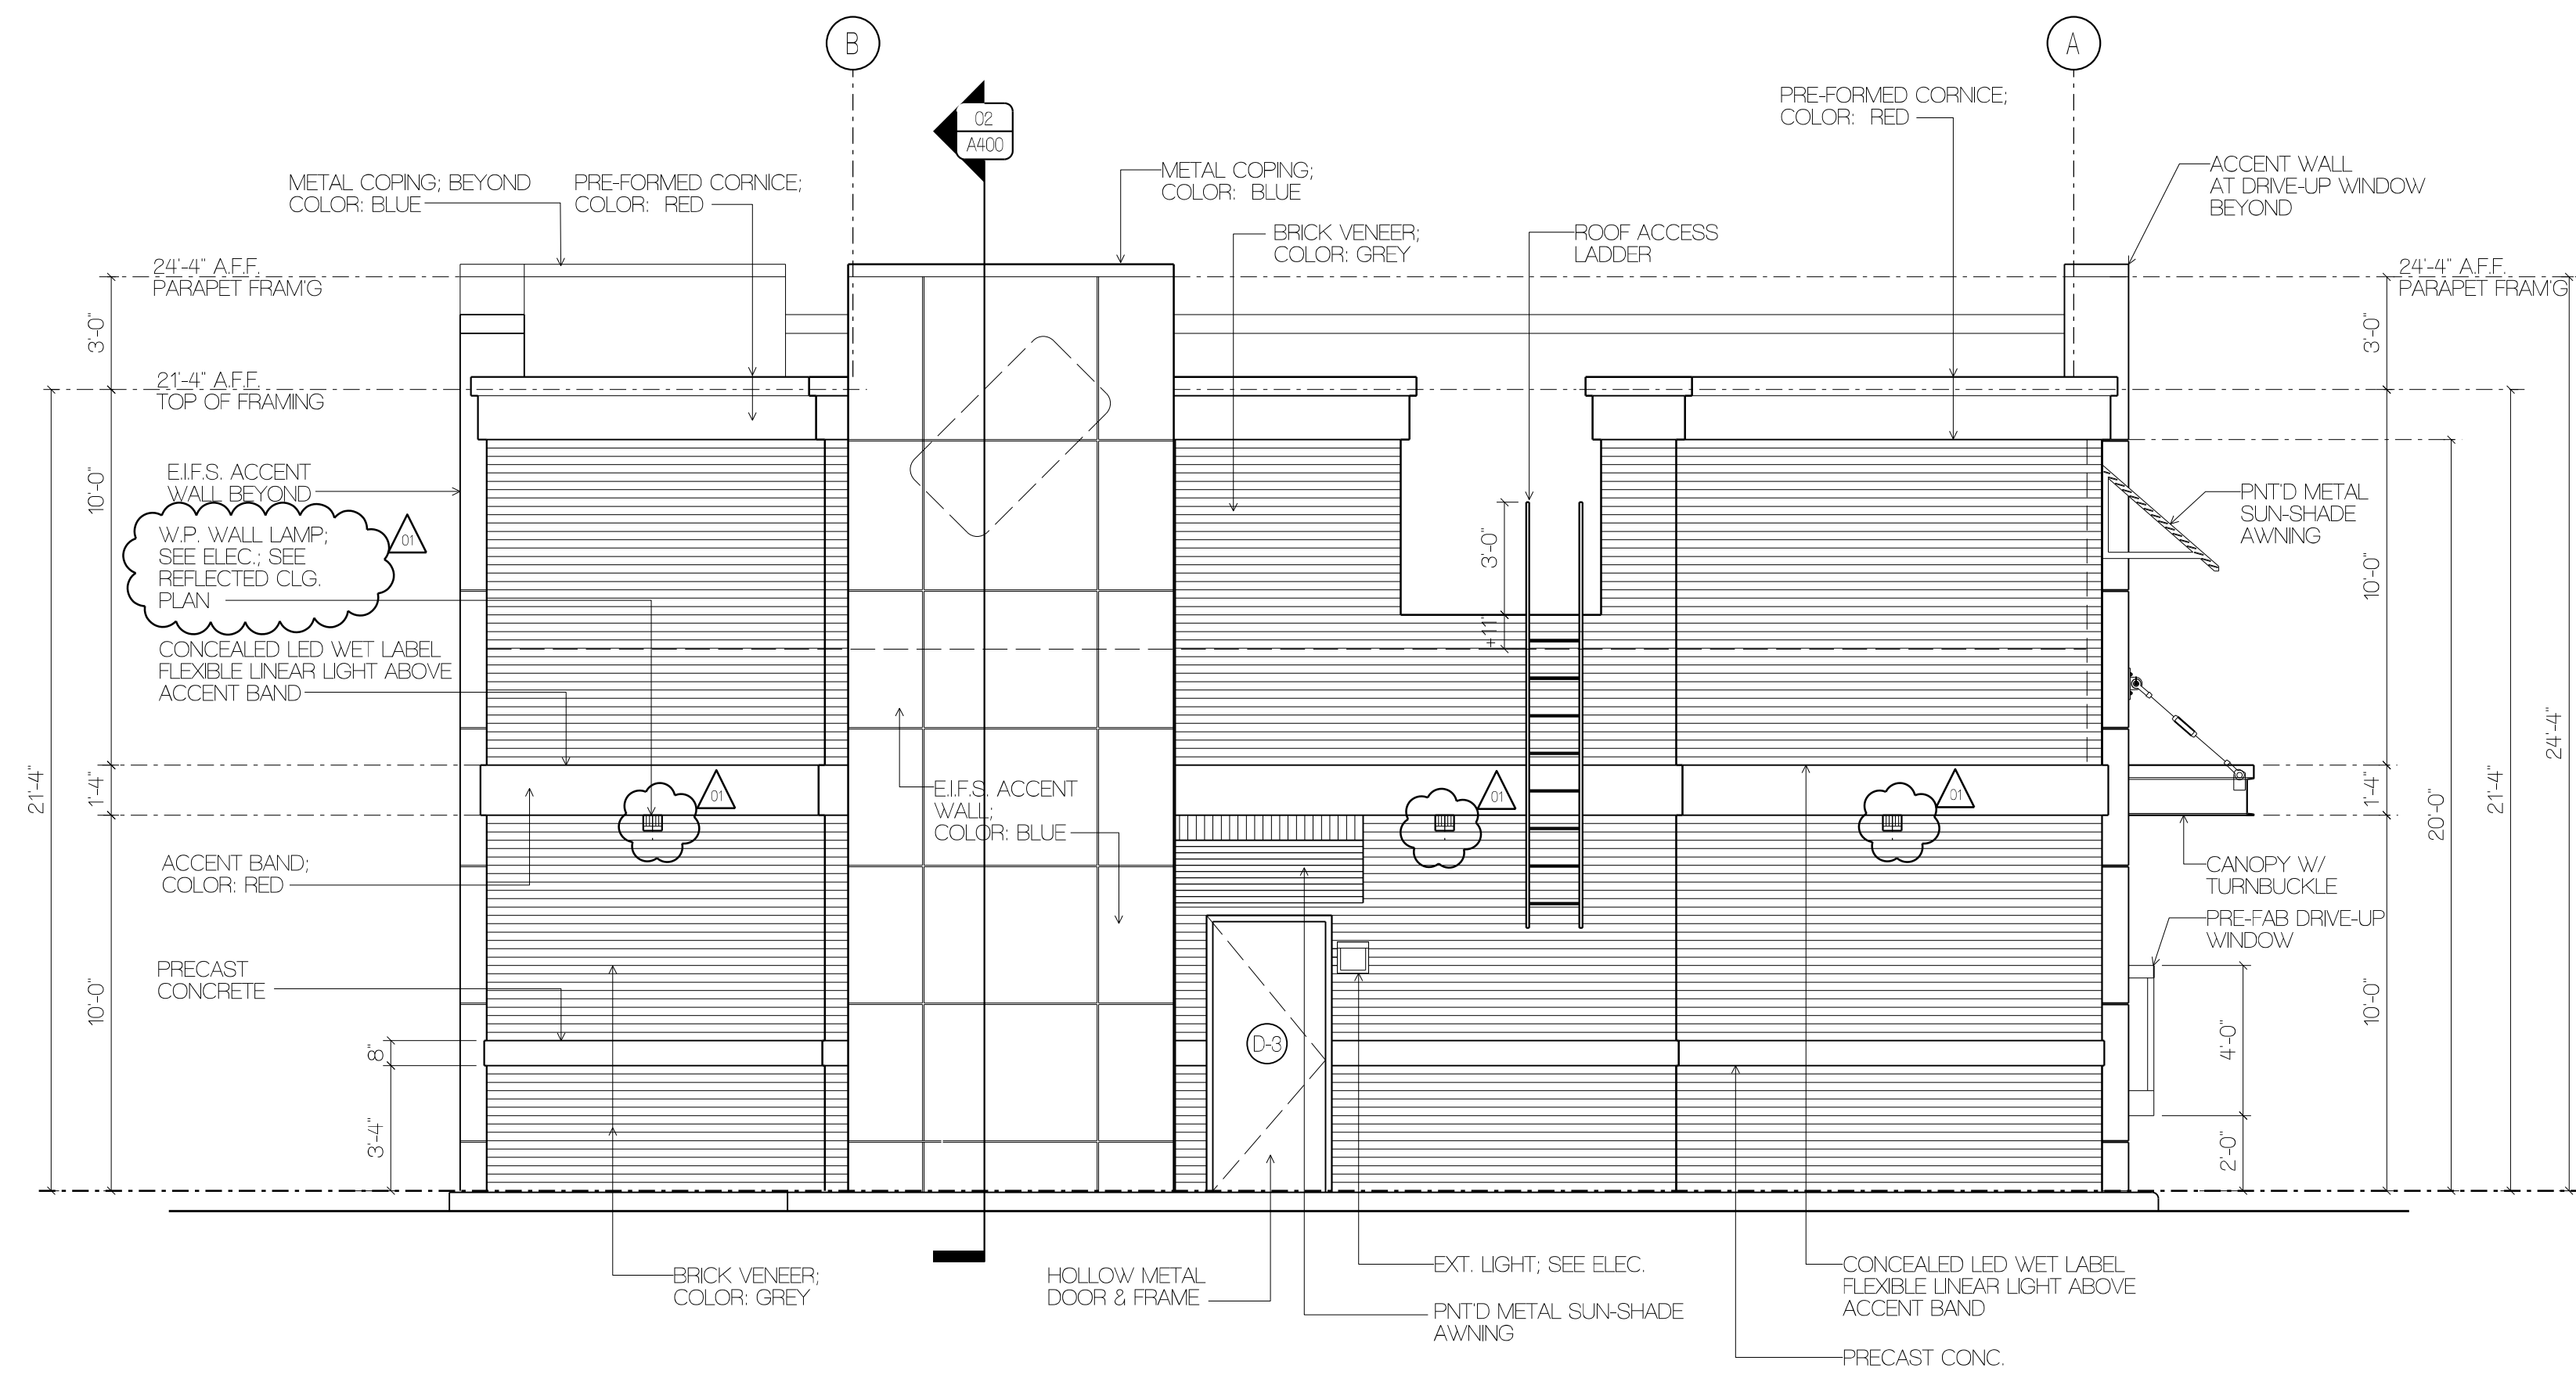 B
A
02
A400
PRE-FORMED CORNICE;
COLOR: RED
METAL COPING; BEYOND
COLOR: BLUE
PRE-FORMED CORNICE;
COLOR: RED
METAL COPING;
COLOR: BLUE
ACCENT WALL
AT DRIVE-UP WINDOW
BEYOND
BRICK VENEER;
COLOR: GREY
ROOF ACCESS
LADDER
24'-4" A.F.F.
PARAPET FRAM'G
24'-4" A.F.F.
PARAPET FRAM'G
3'-0"
3'-0"
21'-4" A.F.F.
TOP OF FRAMING
E.I.F.S. ACCENT
WALL BEYOND
10'-0"
PNT'D METAL
SUN-SHADE
AWNING
W.P. WALL LAMP;
SEE ELEC.; SEE
REFLECTED CLG.
PLAN
01
3'-0"
+11"
10'-0"
CONCEALED LED WET LABEL
FLEXIBLE LINEAR LIGHT ABOVE
ACCENT BAND
21'-4"
1'-4"
01
01
01
1'-4"
20'-0"
21'-4"
24'-4"
E.I.F.S. ACCENT
WALL;
COLOR: BLUE
ACCENT BAND;
COLOR: RED
CANOPY W/
TURNBUCKLE
PRE-FAB DRIVE-UP
WINDOW
PRECAST
CONCRETE
10'-0"
10'-0"
8"
3'-4"
D-3
4'-0"
2'-0"
BRICK VENEER;
COLOR: GREY
HOLLOW METAL
DOOR & FRAME
EXT. LIGHT; SEE ELEC.
PNT'D METAL SUN-SHADE
AWNING
CONCEALED LED WET LABEL
FLEXIBLE LINEAR LIGHT ABOVE
ACCENT BAND
PRECAST CONC.